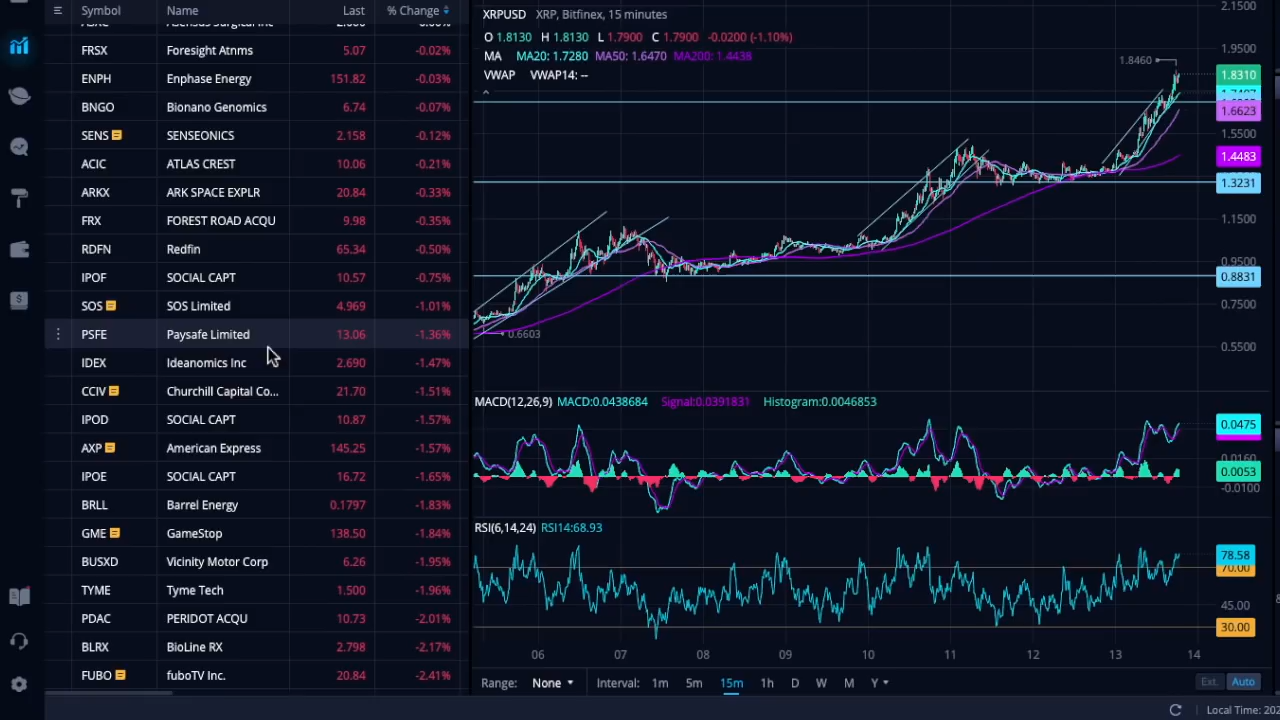 Symbol Name Last % Change
FRSX Foresight Atnms 5.07 -0.02%
ENPH Enphase Energy 151.82 -0.03%
BNGO Bionano Genomics 6.74 -0.07%
SENS SENSEONICS 2.158 -0.12%
ACIC ATLAS CREST 10.06 -0.21%
ARKX ARK SPACE EXPLR 20.84 -0.33%
FRX FOREST ROAD ACQU 9.98 -0.35%
RDFN Redfin 65.34 -0.50%
IPOF SOCIAL CAPT 10.57 -0.75%
SOS SOS Limited 4.969 -1.01%
PSFE Paysafe Limited 13.06 -1.36%
IDEX Ideanomics Inc 2.690 -1.47%
CCIV Churchill Capital Co... 21.70 -1.51%
IPOD SOCIAL CAPT 10.87 -1.57%
AXP American Express 145.25 -1.57%
IPOE SOCIAL CAPT 16.72 -1.65%
BRLL Barrel Energy 0.1797 -1.83%
GME GameStop 138.50 -1.84%
BUSXD Vicinity Motor Corp 6.26 -1.95%
TYME Tyme Tech 1.500 -1.96%
PDAC PERIDOT ACQU 10.73 -2.01%
BLRX BioLine RX 2.798 -2.17%
FUBO fuboTV Inc. 20.84 -2.41%
XRPUSD XRP, Bitfinex, 15 minutes
O 1.8130 H 1.8130 L 1.7900 C 1.7900 -0.0200 (-1.10%)
MA MA20: 1.7280 MA50: 1.6470 MA200: 1.4438
VWAP VWAP14: --
1.8460
0.6603
2.1500
1.9500
1.8310
1.6623
1.5500
1.4483
1.3231
1.1500
0.9500
0.8831
0.7500
0.5500
MACD(12,26,9) MACD:0.0438684 Signal:0.0391831 Histogram:0.0046853
0.0475
0.0160
0.0053
-0.0100
RSI(6,14,24) RSI14:68.93
78.58
70.00
45.00
30.00
06 07 08 09 10 11 12 13 14
Range: None Interval: 1m 5m 15m 1h D W M Y Ext. Auto
Local Time: 202